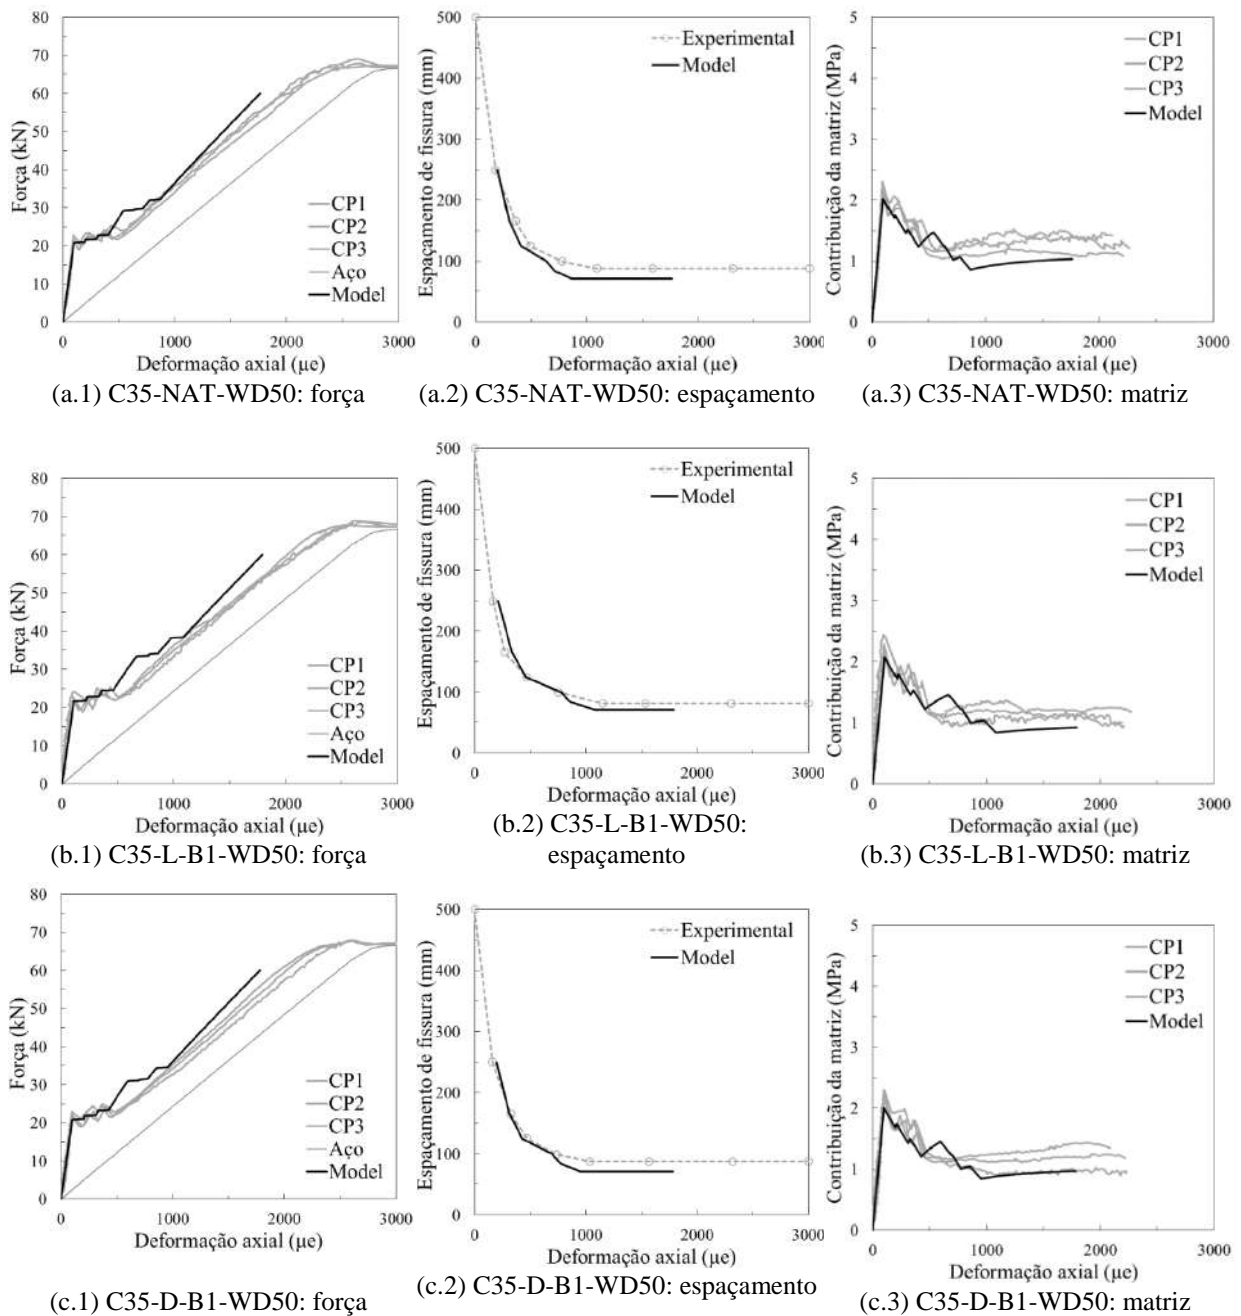 Força (kN)
80
70
60
50
40
30
20
10
0
CP1
CP2
CP3
Aço
Model
0 1000 2000 3000
Deformação axial (µe)
(a.1) C35-NAT-WD50: força
Espaçamento de fissura (mm)
500
400
300
200
100
0
Experimental
Model
0 1000 2000 3000
Deformação axial (µe)
(a.2) C35-NAT-WD50: espaçamento
Contribuição da matriz (MPa)
5
4
3
2
1
0
CP1
CP2
CP3
Model
0 1000 2000 3000
Deformação axial (µe)
(a.3) C35-NAT-WD50: matriz
Força (kN)
80
70
60
50
40
30
20
10
0
CP1
CP2
CP3
Aço
Model
0 1000 2000 3000
Deformação axial (µe)
(b.1) C35-L-B1-WD50: força
Espaçamento de fissura (mm)
500
400
300
200
100
0
Experimental
Model
0 1000 2000 3000
Deformação axial (µe)
(b.2) C35-L-B1-WD50:
espaçamento
Contribuição da matriz (MPa)
5
4
3
2
1
0
CP1
CP2
CP3
Model
0 1000 2000 3000
Deformação axial (µe)
(b.3) C35-L-B1-WD50: matriz
Força (kN)
80
70
60
50
40
30
20
10
0
CP1
CP2
CP3
Aço
Model
0 1000 2000 3000
Deformação axial (µe)
(c.1) C35-D-B1-WD50: força
Espaçamento de fissura (mm)
500
400
300
200
100
0
Experimental
Model
0 1000 2000 3000
Deformação axial (µe)
(c.2) C35-D-B1-WD50: espaçamento
Contribuição da matriz (MPa)
5
4
3
2
1
0
CP1
CP2
CP3
Model
0 1000 2000 3000
Deformação axial (µe)
(c.3) C35-D-B1-WD50: matriz